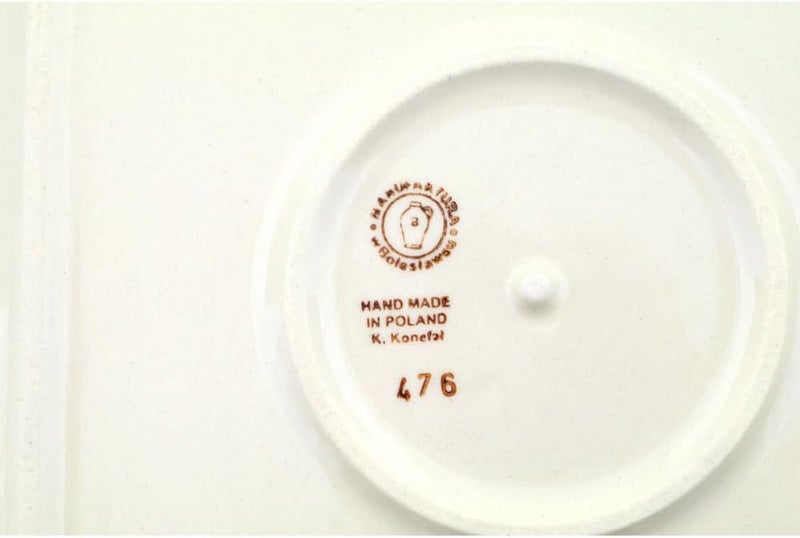 MANUFAKTURA
w Bolesławcu
B
HAND MADE
IN POLAND
K. Konefał
476